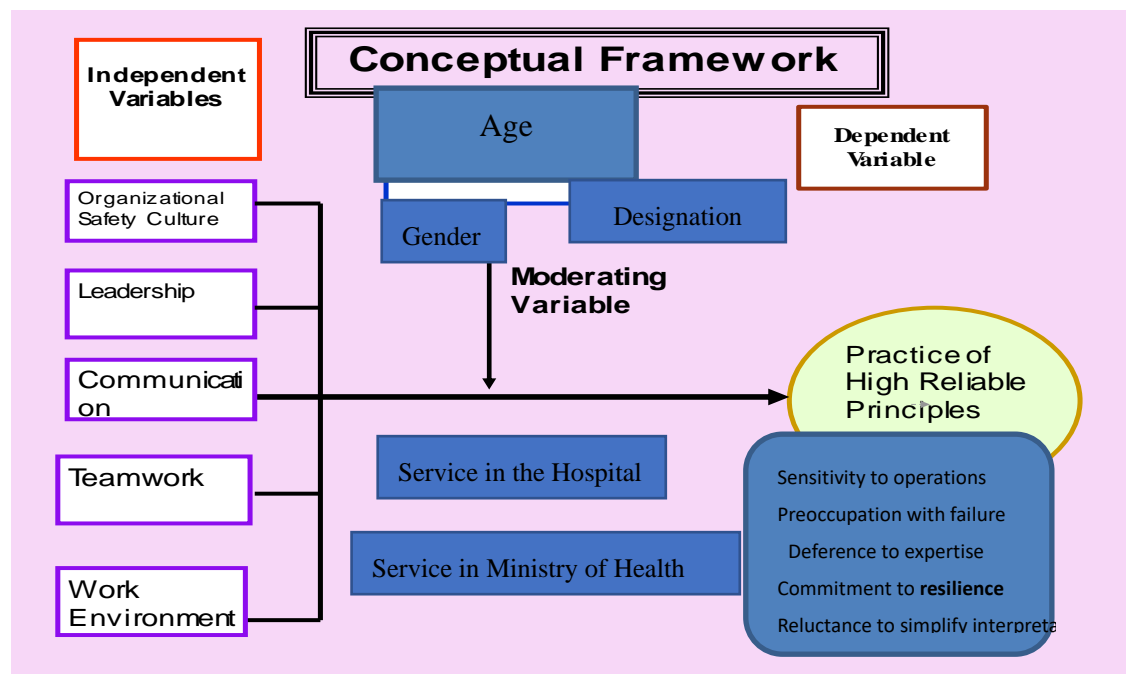 Conceptual Framework
Independent
Variables
Age
Dependent
Variable
Organizational
Safety Culture
Designation
Gender
Moderating
Variable
Leadership
Communicati
on
Practice of
High Reliable
Principles
Teamwork
Service in the Hospital
Service in Ministry of Health
Work
Environment
Sensitivity to operations
Preoccupation with failure
Deference to expertise
Commitment to resilience
Reluctance to simplify interpreta